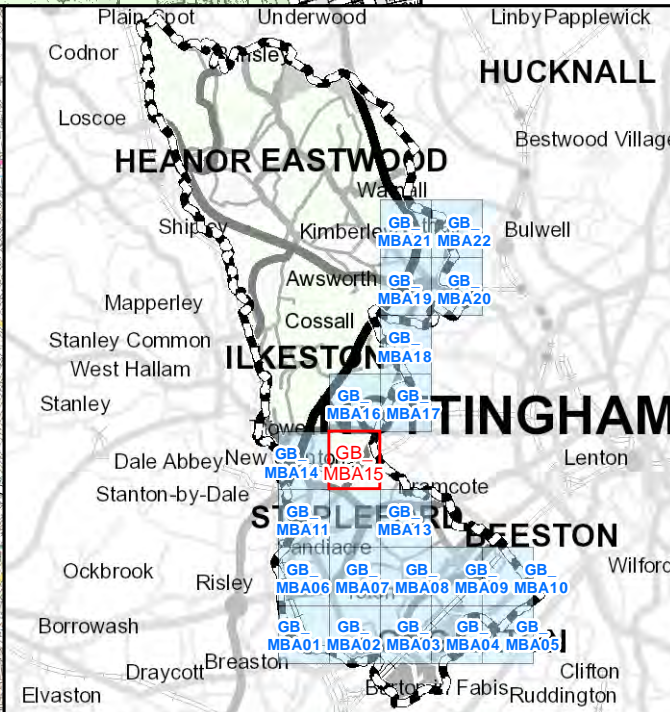 Underwood
Linby Papplewick
Codnor
HUCKNALL
Loscoe
Bestwood Village
HEANOR EASTWOOD
GB_
MBA21
GB_
MBA22
Bulwell
Awsworth
GB_
MBA19
GB_
MBA20
Mapperley
Cossall
Stanley Common
GB_
MBA18
West Hallam
ILKESTON
Stanley
GB_
MBA16
GB_
MBA17
TTINGHAM
Dale Abbey
GB_
MBA14
GB
MBA15
Lenton
Stanton-by-Dale
GB_
MBA11
GB_
MBA13
BEESTON
Ockbrook
Risley
GB_
MBA06
GB_
MBA07
GB_
MBA08
GB_
MBA09
GB_
MBA10
Wilford
Borrowash
GB_
MBA01
GB_
MBA02
GB_
MBA03
GB_
MBA04
GB_
MBA05
Draycott
Breaston
Clifton
Elvaston
Fabis
Ruddington